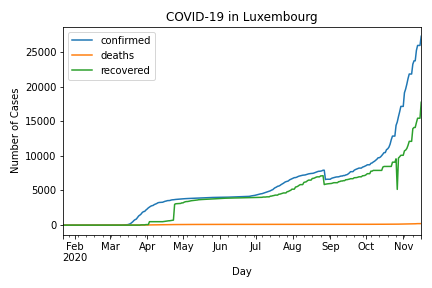 COVID-19 in Luxembourg
confirmed
deaths
recovered
Number of Cases
25000
20000
15000
10000
5000
0
Feb Mar Apr May Jun Jul Aug Sep Oct Nov
2020
Day